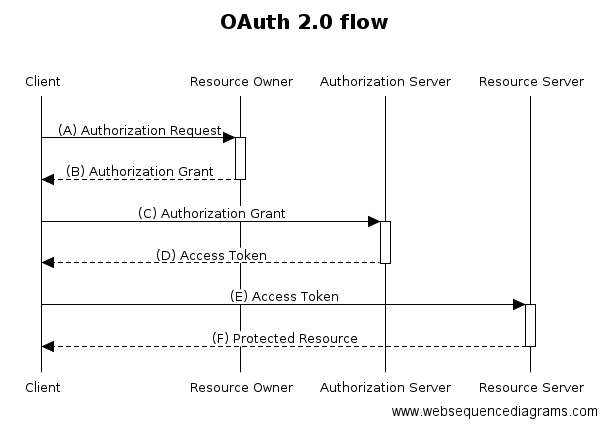 OAuth 2.0 flow
Client Resource Owner Authorization Server Resource Server
(A) Authorization Request
(B) Authorization Grant
(C) Authorization Grant
(D) Access Token
(E) Access Token
(F) Protected Resource
Client Resource Owner Authorization Server Resource Server
www.websequencediagrams.com